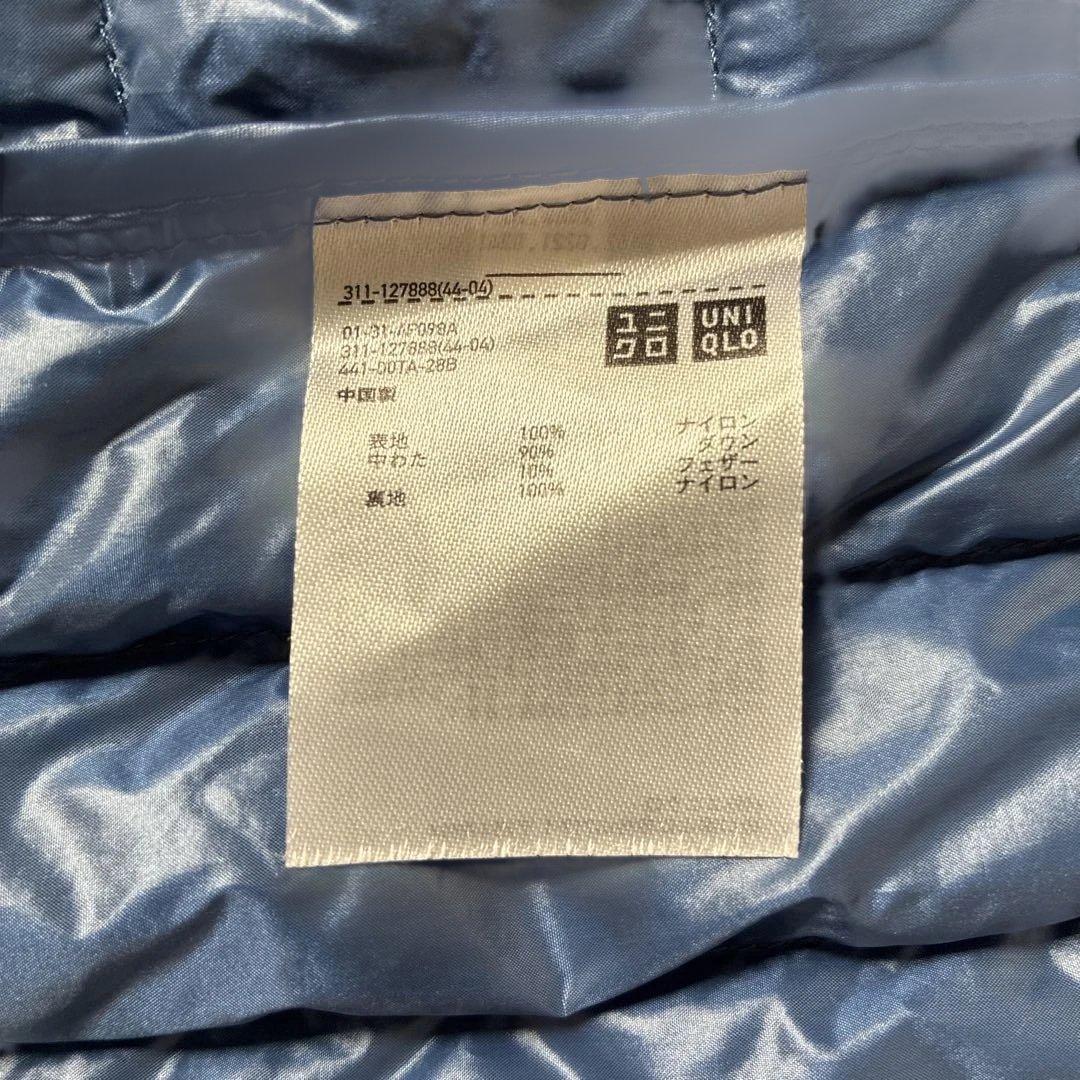 311-127888(44-04)
01-31-4F098A
311-127888(44-04)
441-00TA-28B
ユニクロ
UNIQLO
中国製
表地 100% ナイロン
中わた 90% ダウン
10% フェザー
裏地 100% ナイロン